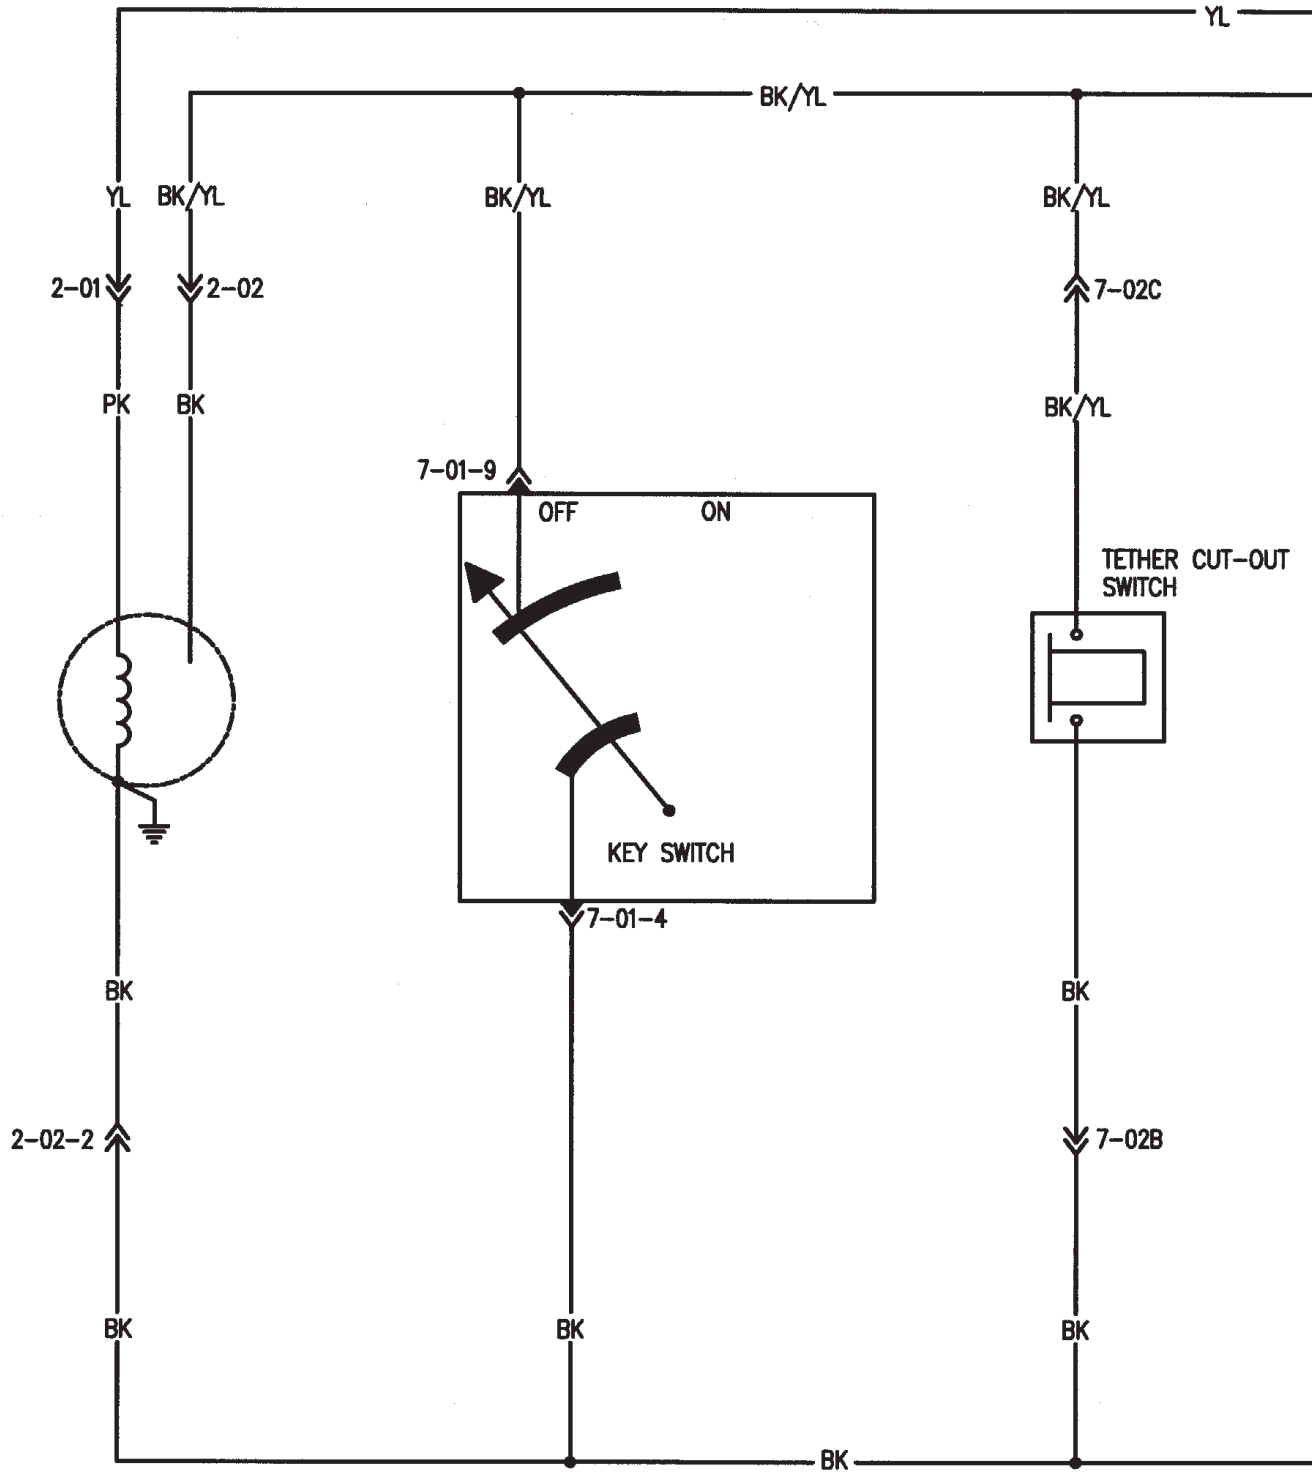 YL
BK/YL
YL
BK/YL
BK/YL
BK/YL
2-01
2-02
7-02C
PK
BK
BK/YL
7-01-9
OFF
ON
TETHER CUT-OUT
SWITCH
KEY SWITCH
7-01-4
BK
BK
2-02-2
7-02B
BK
BK
BK
BK